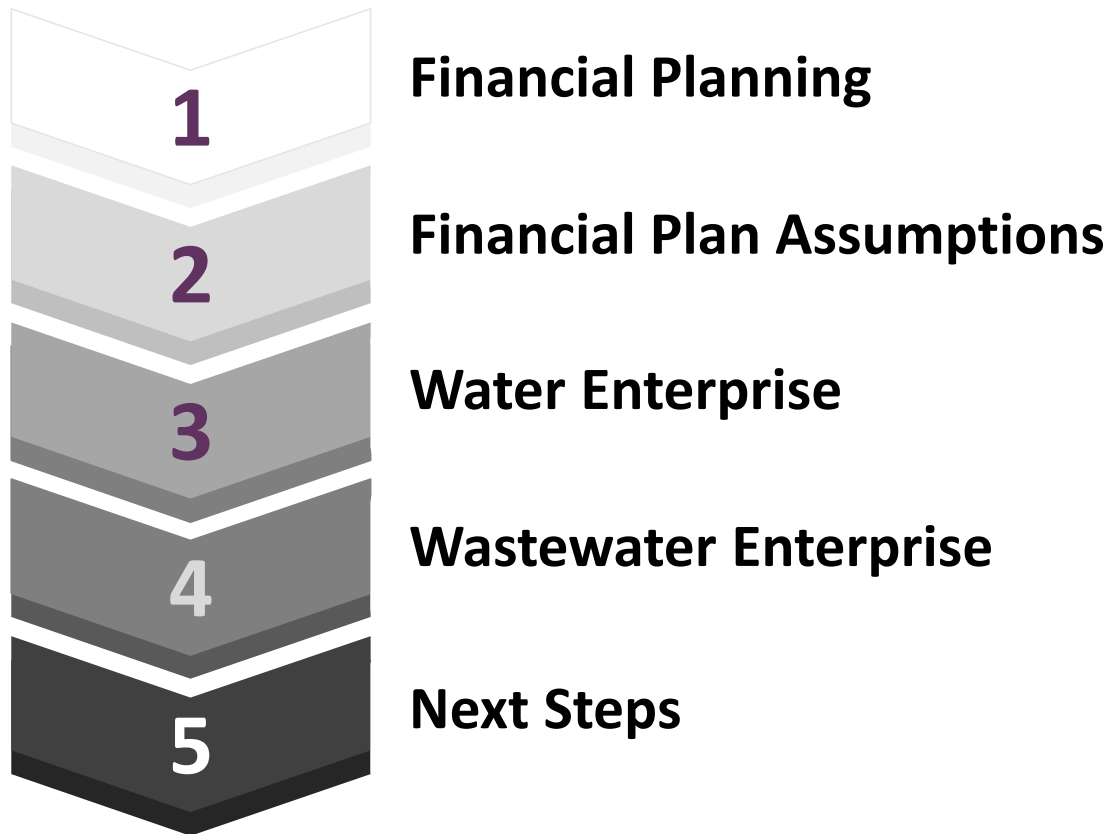 1
Financial Planning
2
Financial Plan Assumptions
3
Water Enterprise
4
Wastewater Enterprise
5
Next Steps